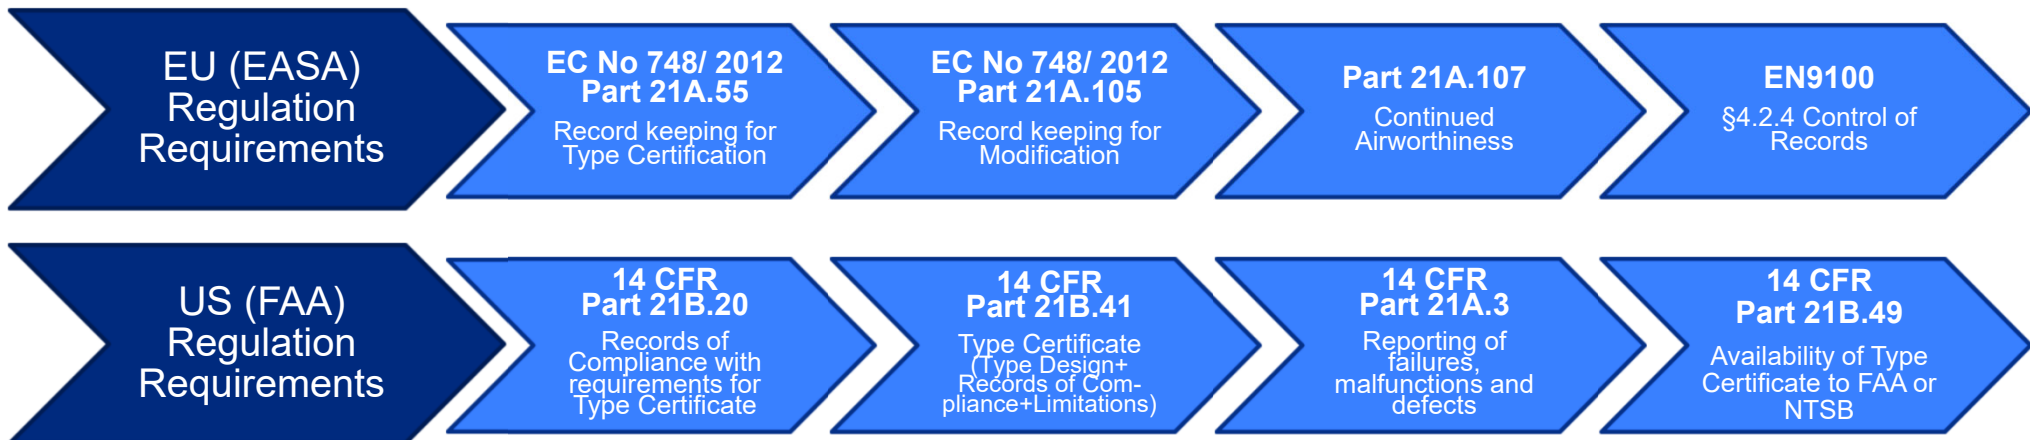 EU (EASA)
Regulation
Requirements
EC No 748/ 2012
Part 21A.55
Record keeping for
Type Certification
EC No 748/ 2012
Part 21A.105
Record keeping for
Modification
Part 21A.107
Continued
Airworthiness
EN9100
§4.2.4 Control of
Records
US (FAA)
Regulation
Requirements
14 CFR
Part 21B.20
Records of
Compliance with
requirements for
Type Certificate
14 CFR
Part 21B.41
Type Certificate
(Type Design+
Records of Com-
pliance+Limitations)
14 CFR
Part 21A.3
Reporting of
failures,
malfunctions and
defects
14 CFR
Part 21B.49
Availability of Type
Certificate to FAA or
NTSB